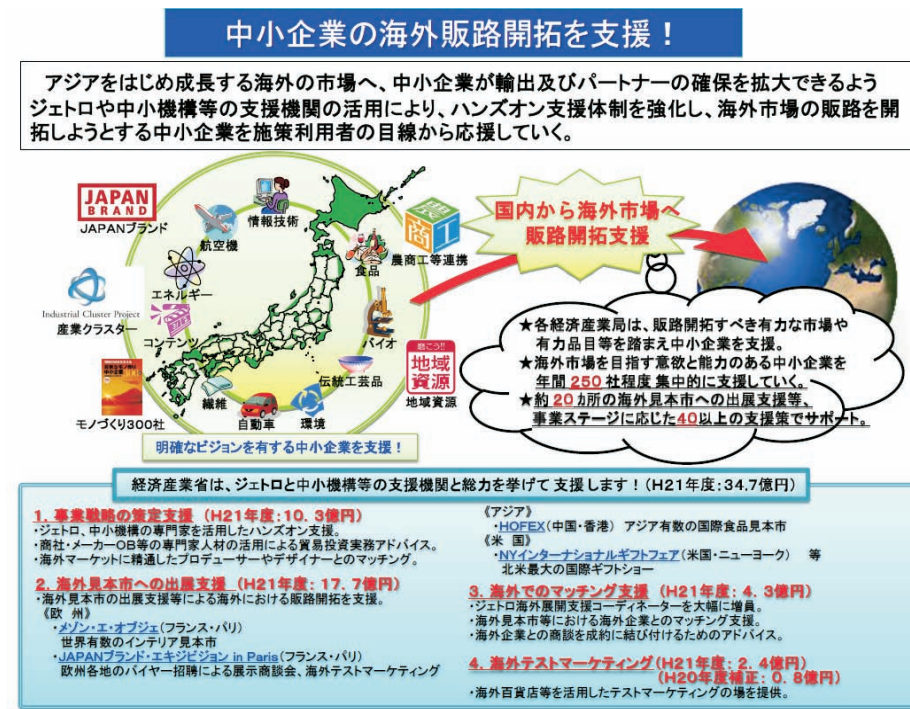 中小企業の海外販路開拓を支援！
アジアをはじめ成長する海外の市場へ、中小企業が輸出及びパートナーの確保を拡大できるよう
ジェトロや中小機構等の支援機関の活用により、ハンズオン支援体制を強化し、海外市場の販路を開
拓しようとする中小企業を施策利用者の目線から応援していく。
JAPAN
BRAND
JAPANブランド
情報技術
航空機
農
商工
農商工等連携
食品
エネルギー
Industrial Cluster Project
産業クラスター
コンテンツ
バイオ
地域
資源
地域資源
伝統工芸品
繊維
自動車
環境
モノづくり300社
明確なビジョンを有する中小企業を支援！
国内から海外市場へ
販路開拓支援
★各経済産業局は、販路開拓すべき有力な市場や
有力品目等を踏まえ中小企業を支援。
★海外市場を目指す意欲と能力のある中小企業を
年間 250 社程度 集中的に支援していく。
★約 20 カ所の海外見本市への出展支援等、
事業ステージに応じた40以上の支援策でサポート。
経済産業省は、ジェトロと中小機構等の支援機関と総力を挙げて 支援します！（H21年度：34.7億円）
1. 事業戦略の策定支援 （H21年度：10. 3億円）
・ジェトロ、中小機構の専門家を活用したハンズオン支援。
・商社・メーカーOB等の専門家人材の活用による貿易投資実務アドバイス。
・海外マーケットに精通したプロデューサーやデザイナーとのマッチング。
2. 海外見本市への出展支援 （H21年度： 17. 7億円）
・海外見本市の出展支援等による海外における販路開拓を支援。
《欧 州》
・メゾン・エ・オブジェ（フランス・パリ）
世界有数のインテリア見本市
・JAPANブランド・エキジビジョン in Paris（フランス・パリ）
欧州各地のバイヤー招聘による展示商談会、海外テストマーケティング
《アジア》
・HOFEX（中国・香港） アジア有数の国際食品見本市
《米 国》
・NYインターナショナルギフトフェア（米国・ニューヨーク） 等
北米最大の国際ギフトショー
3. 海外でのマッチング支援 （H21年度： 4. 3億円）
・ジェトロ海外展開支援コーディネーターを大幅に増員。
・海外見本市等における海外企業とのマッチング支援。
・海外企業との商談を成約に結び付けるためのアドバイス。
4. 海外テストマーケティング（H21年度： 2. 4億円）
（H20年度補正： 0. 8億円）
・海外百貨店等を活用したテストマーケティングの場を提供。